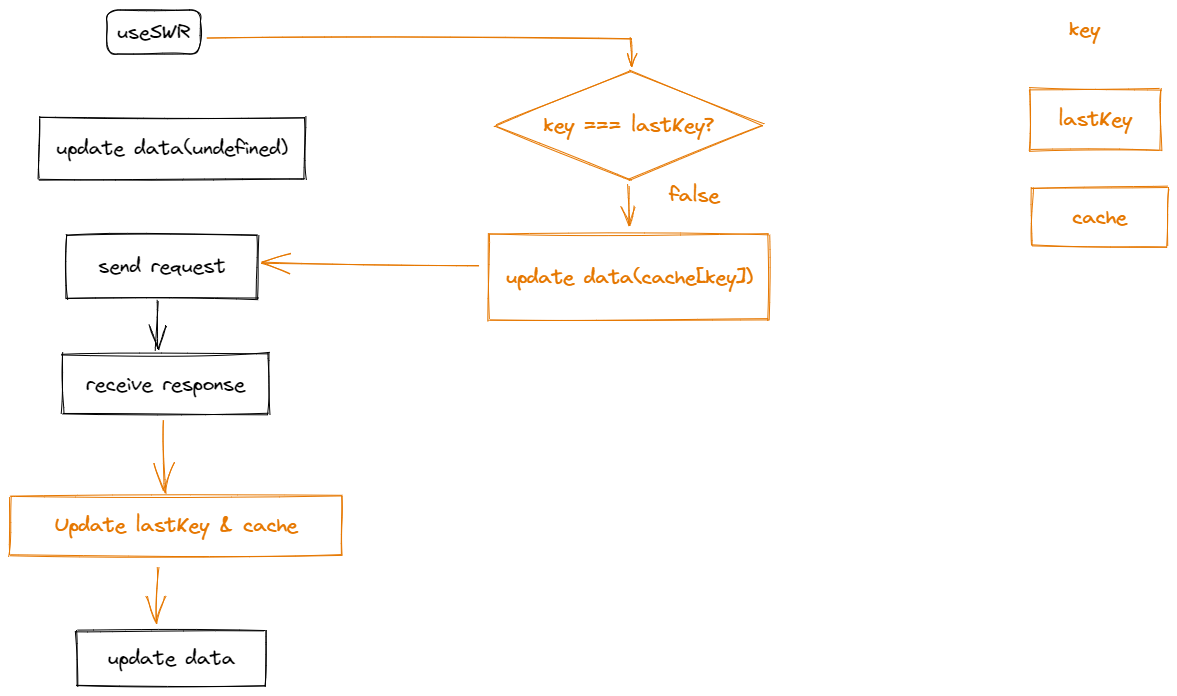 useSWR
key
key === lastKey?
lastKey
update data(undefined)
false
cache
send request
update data(cache[key])
receive response
Update lastKey & cache
update data